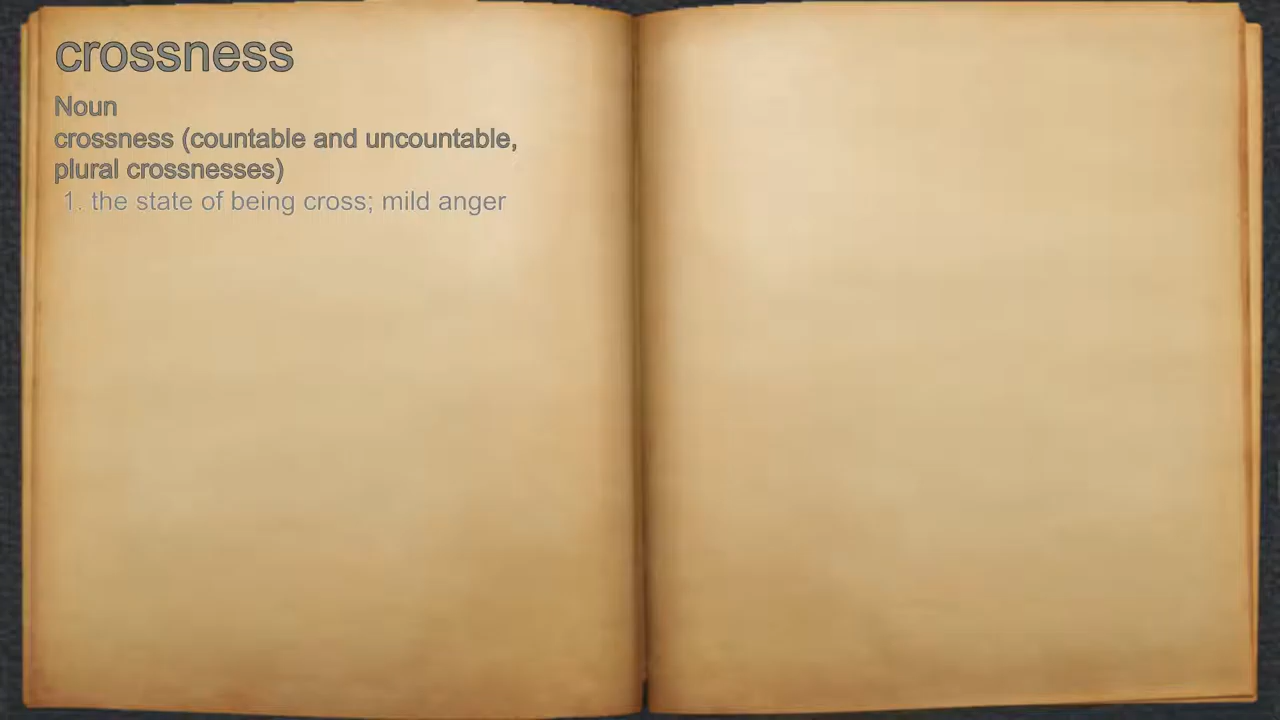 crossness
Noun
crossness (countable and uncountable,
plural crossnesses)
1. the state of being cross; mild anger